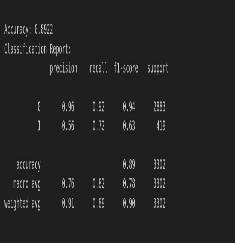 Accuracy: 0.8922
Classification Report:
precision recall f1-score support
0 0.96 0.92 0.94 2883
1 0.56 0.72 0.63 419
accuracy 0.89 3302
macro avg 0.76 0.82 0.78 3302
weighted avg 0.91 0.89 0.90 3302